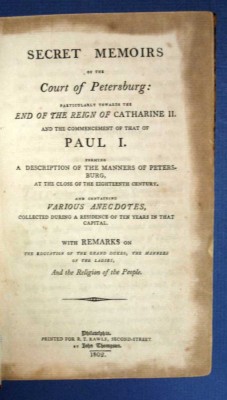 SECRET MEMOIRS
OF THE
Court of Petersburg:
PARTICULARLY TOWARDS THE
END OF THE REIGN OF CATHARINE II.
AND THE COMMENCEMENT OF THAT OF
PAUL I.
FORMING
A DESCRIPTION OF THE MANNERS OF PETERS-
BURG,
AT THE CLOSE OF THE EIGHTEENTH CENTURY.
AND CONTAINING
VARIOUS ANECDOTES,
COLLECTED DURING A RESIDENCE OF TEN YEARS IN THAT
CAPITAL.
WITH REMARKS ON
THE EDUCATION OF THE GRAND DUKES, THE MANNERS
OF THE LADIES,
And the Religion of the People.
Philadelphia.
PRINTED FOR R. T. RAWLE, SECOND-STREET
BY John Thompson.
1802.